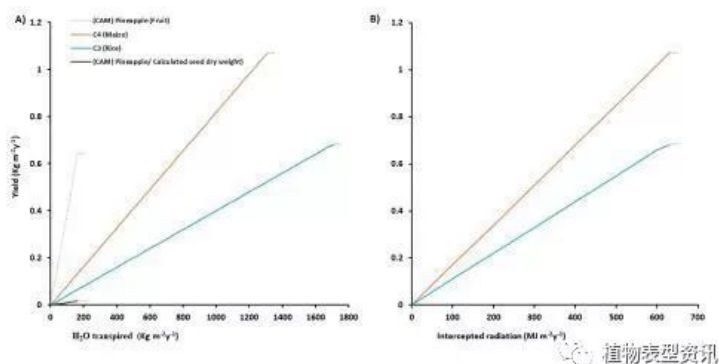 A)
(CAM) Pineapple (Fruit)
C4 (Maize)
C3 (Rice)
(CAM) Pineapple/ Calculated seed dry weight)
1.2
1
0.8
0.6
0.4
0.2
0
Yield (Kg m-2y-1)
0 200 400 600 800 1000 1200 1400 1600 1800
H2O transpired (Kg m-2y-1)
B)
1.2
1
0.8
0.6
0.4
0.2
0
0 100 200 300 400 500 600 700
Intercepted radiation (MJ m-2y-1)
植物表型资讯